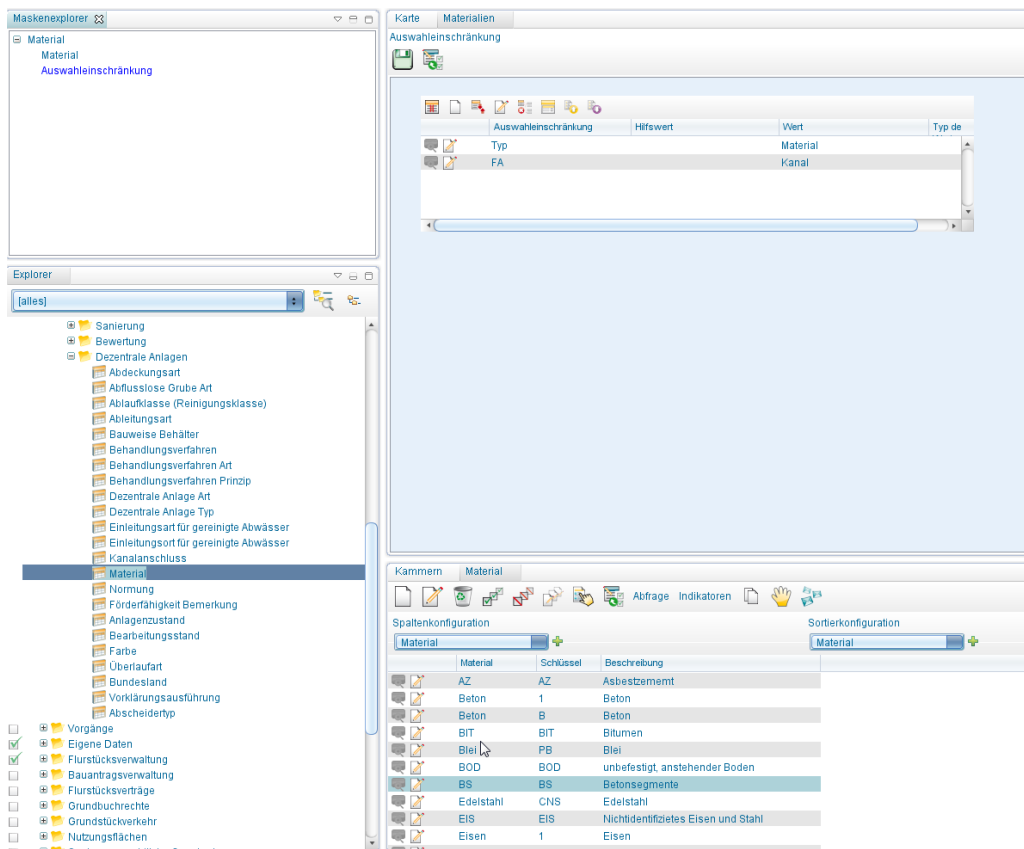 Maskenexplorer
Material
Material
Auswahleinschränkung
Explorer
[alles]
Sanierung
Bewertung
Dezentrale Anlagen
Abdeckungsart
Abflusslose Grube Art
Ablaufklasse (Reinigungsklasse)
Ableitungsart
Bauweise Behälter
Behandlungsverfahren
Behandlungsverfahren Art
Behandlungsverfahren Prinzip
Dezentrale Anlage Art
Dezentrale Anlage Typ
Einleitungsart für gereinigte Abwässer
Einleitungsort für gereinigte Abwässer
Kanalanschluss
Material
Normung
Förderfähigkeit Bemerkung
Anlagenzustand
Bearbeitungsstand
Farbe
Überlaufart
Bundesland
Vorklärungsausführung
Abscheidertyp
Vorgänge
Eigene Daten
Flurstücksverwaltung
Bauantragsverwaltung
Flurstücksverträge
Grundbuchrechte
Grundstückverkehr
Nutzungsflächen
Karte Materialien
Auswahleinschränkung
Auswahleinschränkung Hilfswert Wert Typ de
Typ Material
FA Kanal
Kammern Material
Abfrage Indikatoren
Spaltenkonfiguration Sortierkonfiguration
Material Material
Material Schlüssel Beschreibung
AZ AZ Asbestzememt
Beton 1 Beton
Beton B Beton
BIT BIT Bitumen
Blei PB Blei
BOD BOD unbefestigt, anstehender Boden
BS BS Betonsegmente
Edelstahl CNS Edelstahl
EIS EIS Nichtidentifizietes Eisen und Stahl
Eisen 1 Eisen